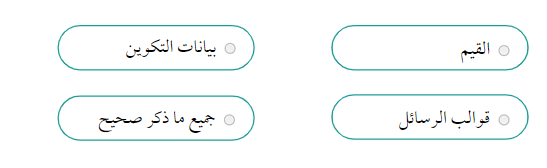 القيم
بيانات التكوين
قوالب الرسائل
جميع ما ذكر صحيح